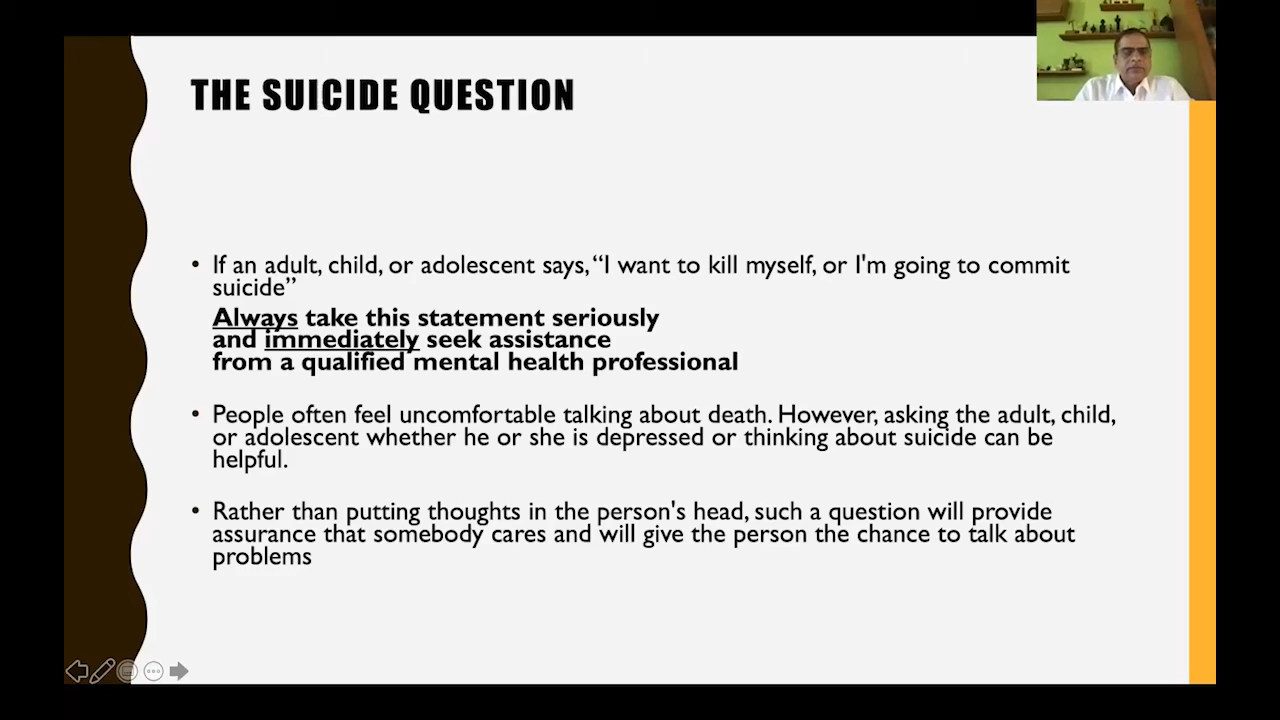 THE SUICIDE QUESTION
• If an adult, child, or adolescent says, “I want to kill myself, or I'm going to commit
suicide”
Always take this statement seriously
and immediately seek assistance
from a qualified mental health professional
• People often feel uncomfortable talking about death. However, asking the adult, child,
or adolescent whether he or she is depressed or thinking about suicide can be
helpful.
• Rather than putting thoughts in the person's head, such a question will provide
assurance that somebody cares and will give the person the chance to talk about
problems